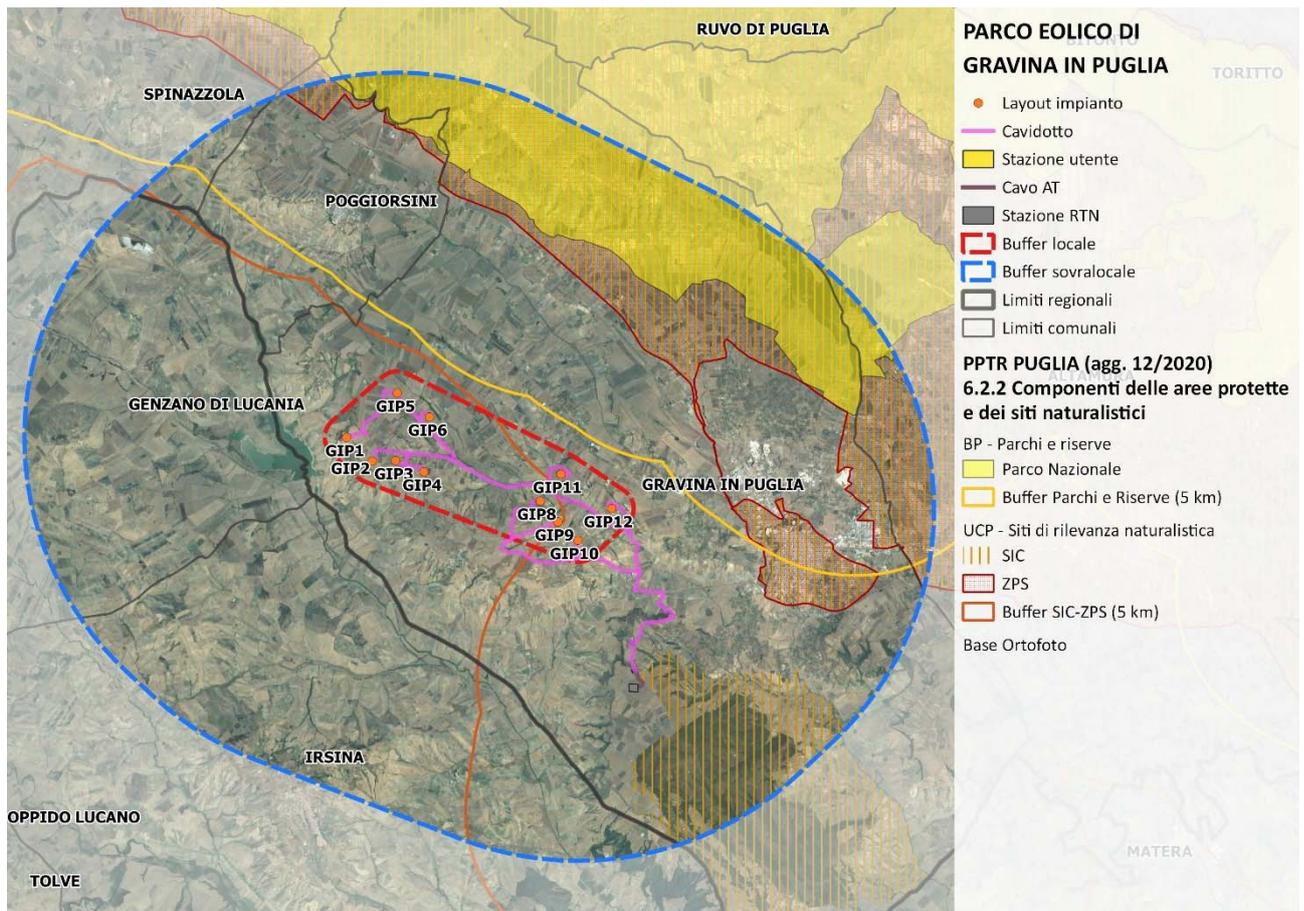 RUVO DI PUGLIA
SPINAZZOLA
POGGIORSINI
GENZANO DI LUCANIA
GIP5
GIP6
GIP1
GIP2
GIP3
GIP4
GIP11
GRAVINA IN PUGLIA
GIP8
GIP12
GIP9
GIP10
IRSINA
OPPIDO LUCANO
TOLVE
PARCO EOLICO DI
GRAVINA IN PUGLIA
BITONTO
TORITTO
Layout impianto
Cavidotto
Stazione utente
Cavo AT
Stazione RTN
Buffer locale
Buffer sovralocale
Limiti regionali
Limiti comunali
PPTR PUGLIA (agg. 12/2020)
ALTAMURA
6.2.2 Componenti delle aree protette
e dei siti naturalistici
BP - Parchi e riserve
Parco Nazionale
Buffer Parchi e Riserve (5 km)
UCP - Siti di rilevanza naturalistica
SIC
ZPS
Buffer SIC-ZPS (5 km)
Base Ortofoto
MATERA